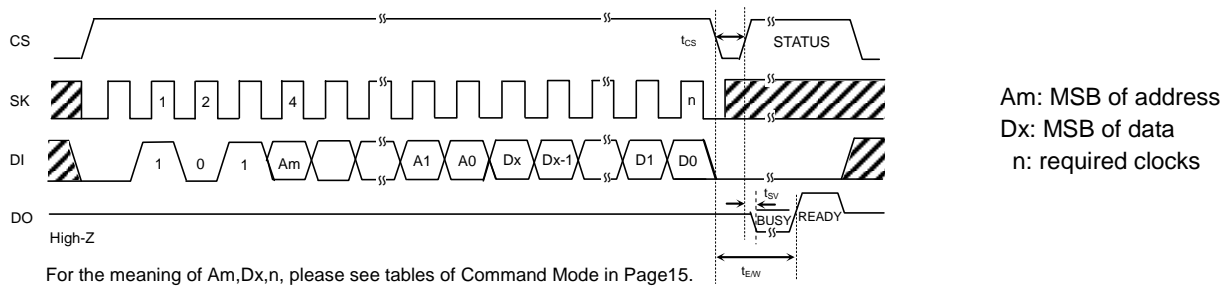 CS tCS STATUS
SK 1 2 4 n
DI 1 0 1 Am A1 A0 Dx Dx-1 D1 D0
tSV
DO BUSY READY
High-Z
tE/W
For the meaning of Am,Dx,n, please see tables of Command Mode in Page15.
Am: MSB of address
Dx: MSB of data
n: required clocks